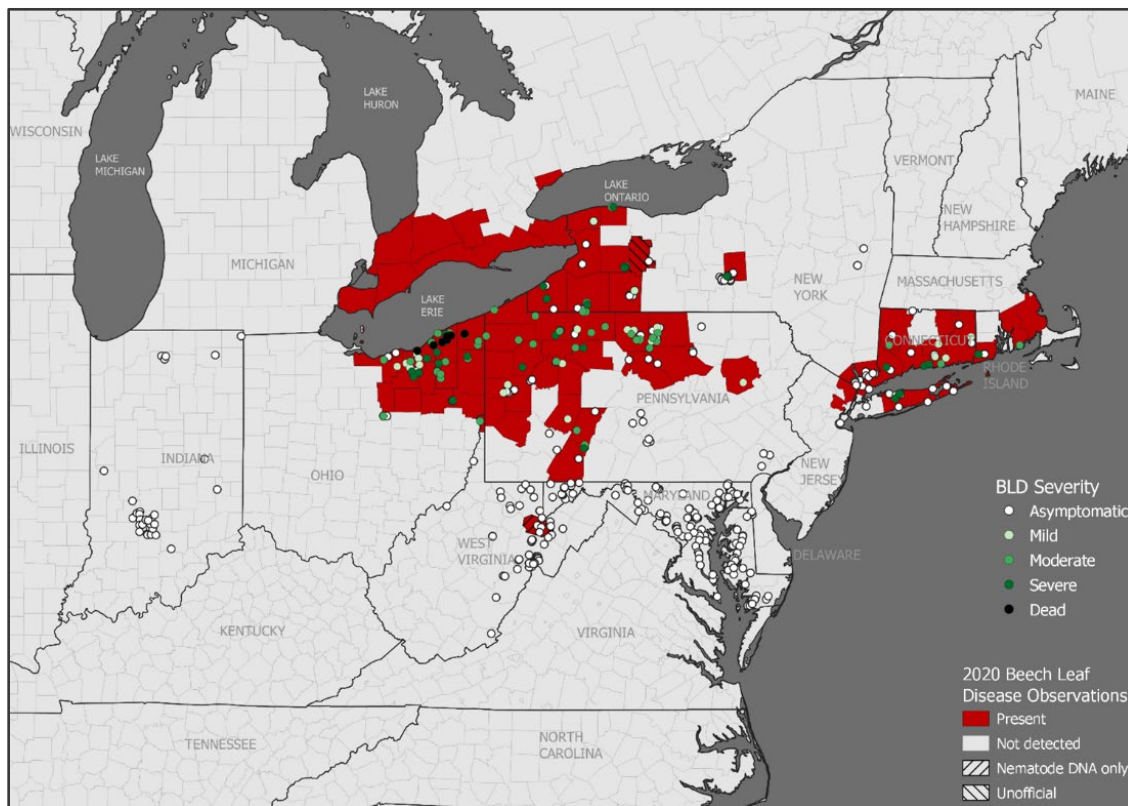 LAKE
HURON
MAINE
WISCONSIN
LAKE
MICHIGAN
VERMONT
LAKE
ONTARIO
NEW
HAMPSHIRE
MICHIGAN
NEW
YORK
MASSACHUSETTS
LAKE
ERIE
CONNECTICUT
RHODE
ISLAND
PENNSYLVANIA
ILLINOIS
INDIANA
OHIO
NEW
JERSEY
MARYLAND
WEST
VIRGINIA
DELAWARE
KENTUCKY
VIRGINIA
TENNESSEE
NORTH
CAROLINA
BLD Severity
Asymptomatic
Mild
Moderate
Severe
Dead
2020 Beech Leaf
Disease Observations
Present
Not detected
Nematode DNA only
Unofficial